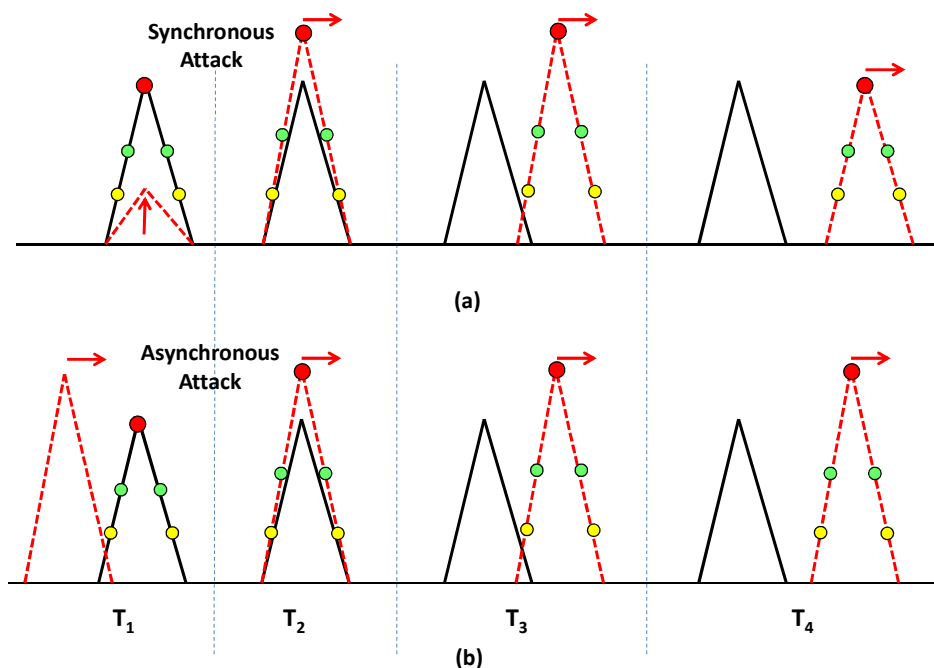 Synchronous
Attack
(a)
Asynchronous
Attack
T₁ T₂ T₃ T₄
(b)